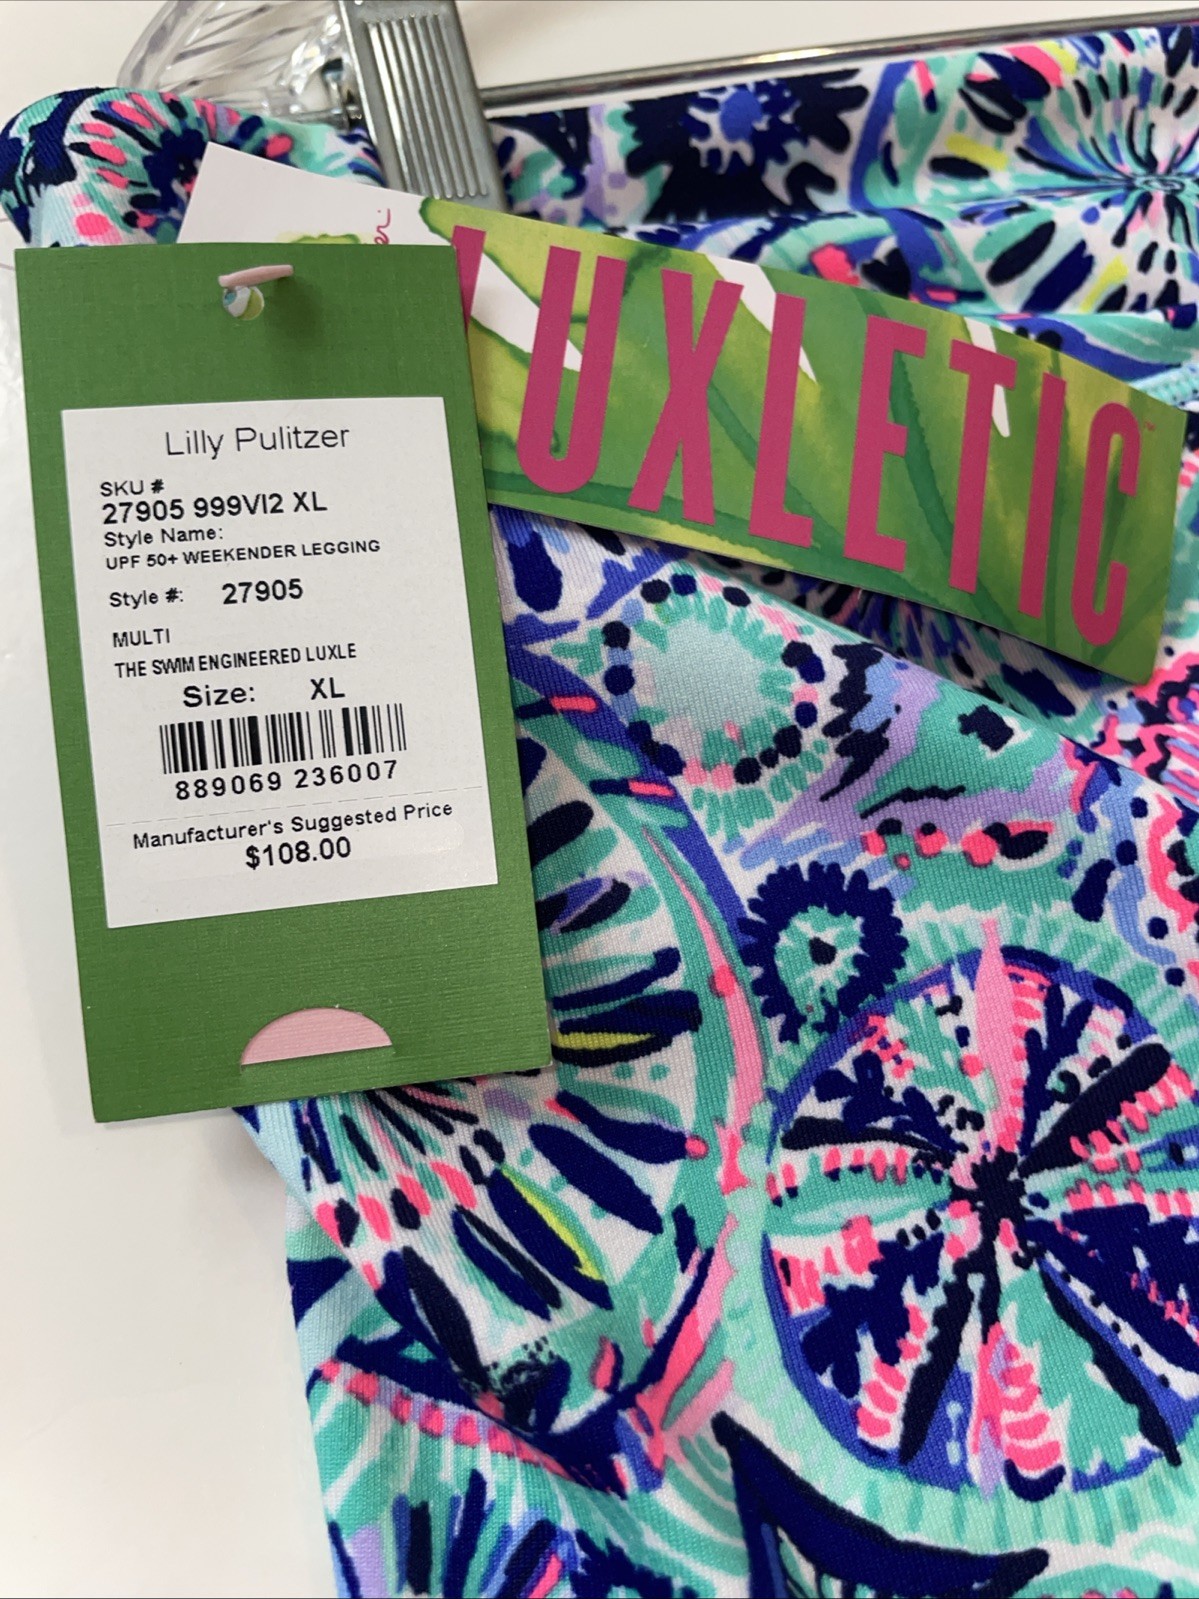 LUXLETIC™
Lilly Pulitzer
SKU #
27905 999VI2 XL
Style Name:
UPF 50+ WEEKENDER LEGGING
Style #: 27905
MULTI
THE SWIM ENGINEERED LUXLE
Size: XL
889069 236007
Manufacturer's Suggested Price
$108.00